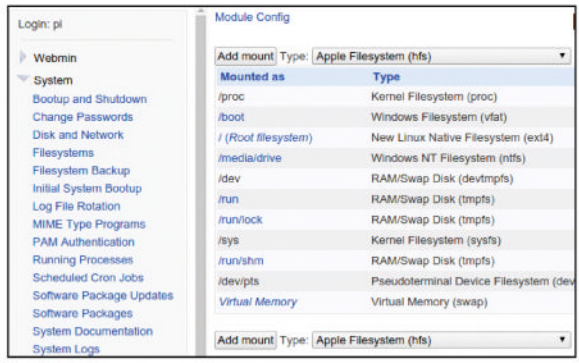 Login: pi
Webmin
System
Bootup and Shutdown
Change Passwords
Disk and Network
Filesystems
Filesystem Backup
Initial System Bootup
Log File Rotation
MIME Type Programs
PAM Authentication
Running Processes
Scheduled Cron Jobs
Software Package Updates
Software Packages
System Documentation
System Logs
Module Config
Add mount Type: Apple Filesystem (hfs)
Mounted as Type
/proc Kernel Filesystem (proc)
/boot Windows Filesystem (vfat)
/ (Root filesystem) New Linux Native Filesystem (ext4)
/media/drive Windows NT Filesystem (ntfs)
/dev RAM/Swap Disk (devtmpfs)
/run RAM/Swap Disk (tmpfs)
/run/lock RAM/Swap Disk (tmpfs)
/sys Kernel Filesystem (sysfs)
/run/shm RAM/Swap Disk (tmpfs)
/dev/pts Pseudoterminal Device Filesystem (dev
Virtual Memory Virtual Memory (swap)
Add mount Type: Apple Filesystem (hfs)